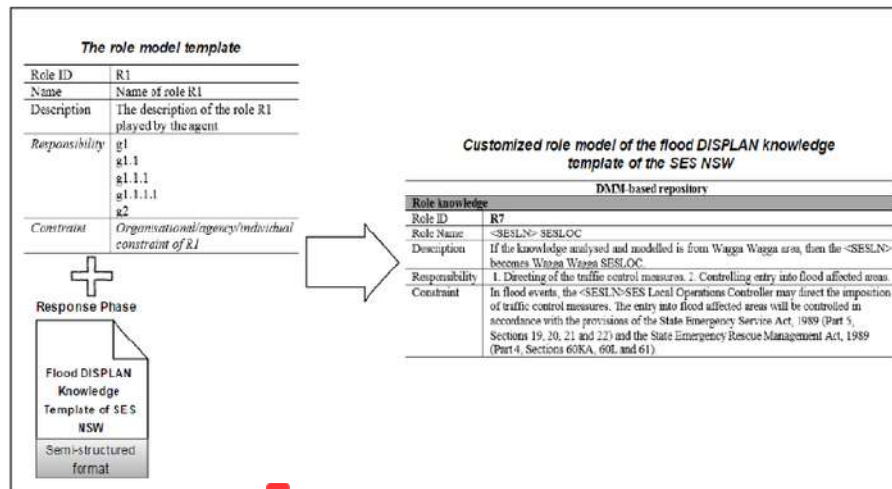 The role model template
Role ID R1
Name Name of role R1
Description The description of the role R1
played by the agent
Responsibility g1
g1.1
g1.1.1
g1.1.1.1
g2
Constraint Organisational/agency/individual
constraint of R1
Response Phase
Flood DISPLAN
Knowledge
Template of SES
NSW
Semi-structured
format
Customized role model of the flood DISPLAN knowledge
template of the SES NSW
DMM-based repository
Role knowledge
Role ID R7
Role Name <SESLN> SESLOC
Description If the knowledge analysed and modelled is from Wagga Wagga area, then the <SESLN>
becomes Wagga Wagga SESLOC.
Responsibility 1. Directing of the traffic control measures. 2. Controlling entry into flood affected areas.
Constraint In flood events, the <SESLN>SES Local Operations Controller may direct the imposition
of traffic control measures. The entry into flood affected areas will be controlled in
accordance with the provisions of the State Emergency Service Act, 1989 (Part 5,
Sections 19, 20, 21 and 22) and the State Emergency Rescue Management Act, 1989
(Part 4, Sections 60KA, 60L and 61)